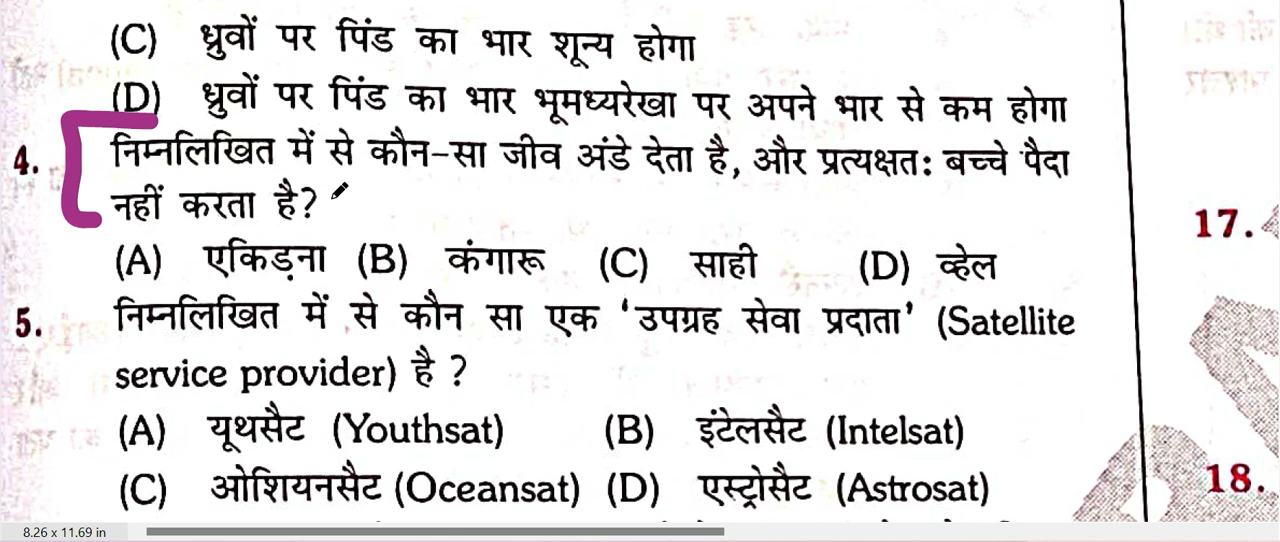 (C) ध्रुवों पर पिंड का भार शून्य होगा
(D) ध्रुवों पर पिंड का भार भूमध्यरेखा पर अपने भार से कम होगा
4. निम्नलिखित में से कौन-सा जीव अंडे देता है, और प्रत्यक्षत: बच्चे पैदा
नहीं करता है?
(A) एकिड़ना (B) कंगारू (C) साही (D) व्हेल
5. निम्नलिखित में से कौन सा एक ‘उपग्रह सेवा प्रदाता’ (Satellite
service provider) है ?
(A) यूथसैट (Youthsat) (B) इंटेलसैट (Intelsat)
(C) ओशियनसैट (Oceansat) (D) एस्ट्रोसैट (Astrosat)
17.
18.
8.26 x 11.69 in